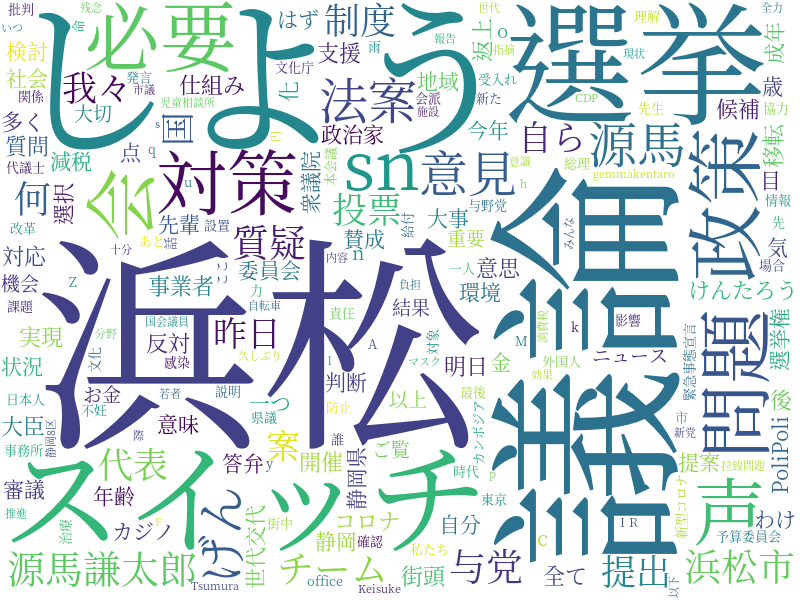 浜松
しよう
議論
選挙
スイッチ
必要
対策
政策
問題
声
会
sn
意見
質疑
法案
制度
源馬
投票
代表
与党
げん
チーム
源馬謙太郎
浜松市
提出
国
案
何
我々
昨日
自ら
世代交代
静岡県
静岡
衆議院
事業者
委員会
返上
政治家
支援
仕組み
はず
化
今年
地域
候補
移転
成年
歳
目
気
けんたろう
選挙権
PoliPoli
後
わけ
提案
ニュース
環境
意思
賛成
大事
重要
結果
明日
金
判断
以上
一つ
ご覧
開催
コロナ
自分
街頭
全て
office
Keisuke
Tsumura
答弁
年齢
カジノ
審議
大臣
意味
お金
反対
状況
実現
機会
対応
減税
質問
点
選択
先輩
多く
社会
検討
批判
いつ
関係
大切
残念
命
発言
市議
文化庁
雨
児童相談所
報告
指摘
現状
受入れ
会派
施設
新た
世代
理解
全力
先生
協力
CDP
総理
意識
gemmakentaro
情報
先
場合
みんな
与野党
本会議
給付
設置
代議士
改革
課題
十分
あと
内容
負担
自転車
一人
力
国会議員
文化
感染
久しぶり
責任
対象
マスク
消費税
影響
外国人
効果
最後
カンボジア
緊急事態宣言
市
新党
拉致問題
新型コロナ
IR
予算委員会
以下
日本人
分野
若者
説明
不妊
防止
誰
県議
時代
東京
静岡8区
事務所
際
推進
治療
下
街中
確認
私たち
円
o
n
s
q
u
h
z
l
A
M
k
y
p
C